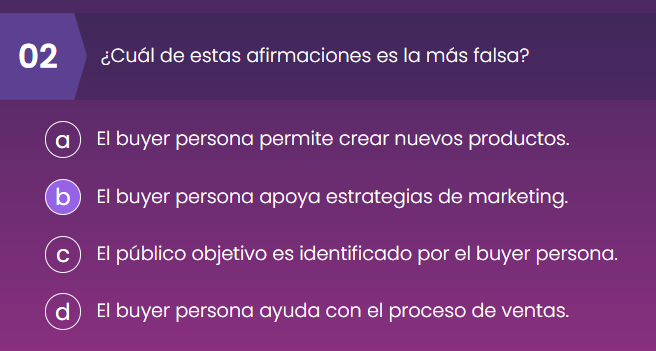 02
¿Cuál de estas afirmaciones es la más falsa?
a El buyer persona permite crear nuevos productos.
b El buyer persona apoya estrategias de marketing.
c El público objetivo es identificado por el buyer persona.
d El buyer persona ayuda con el proceso de ventas.